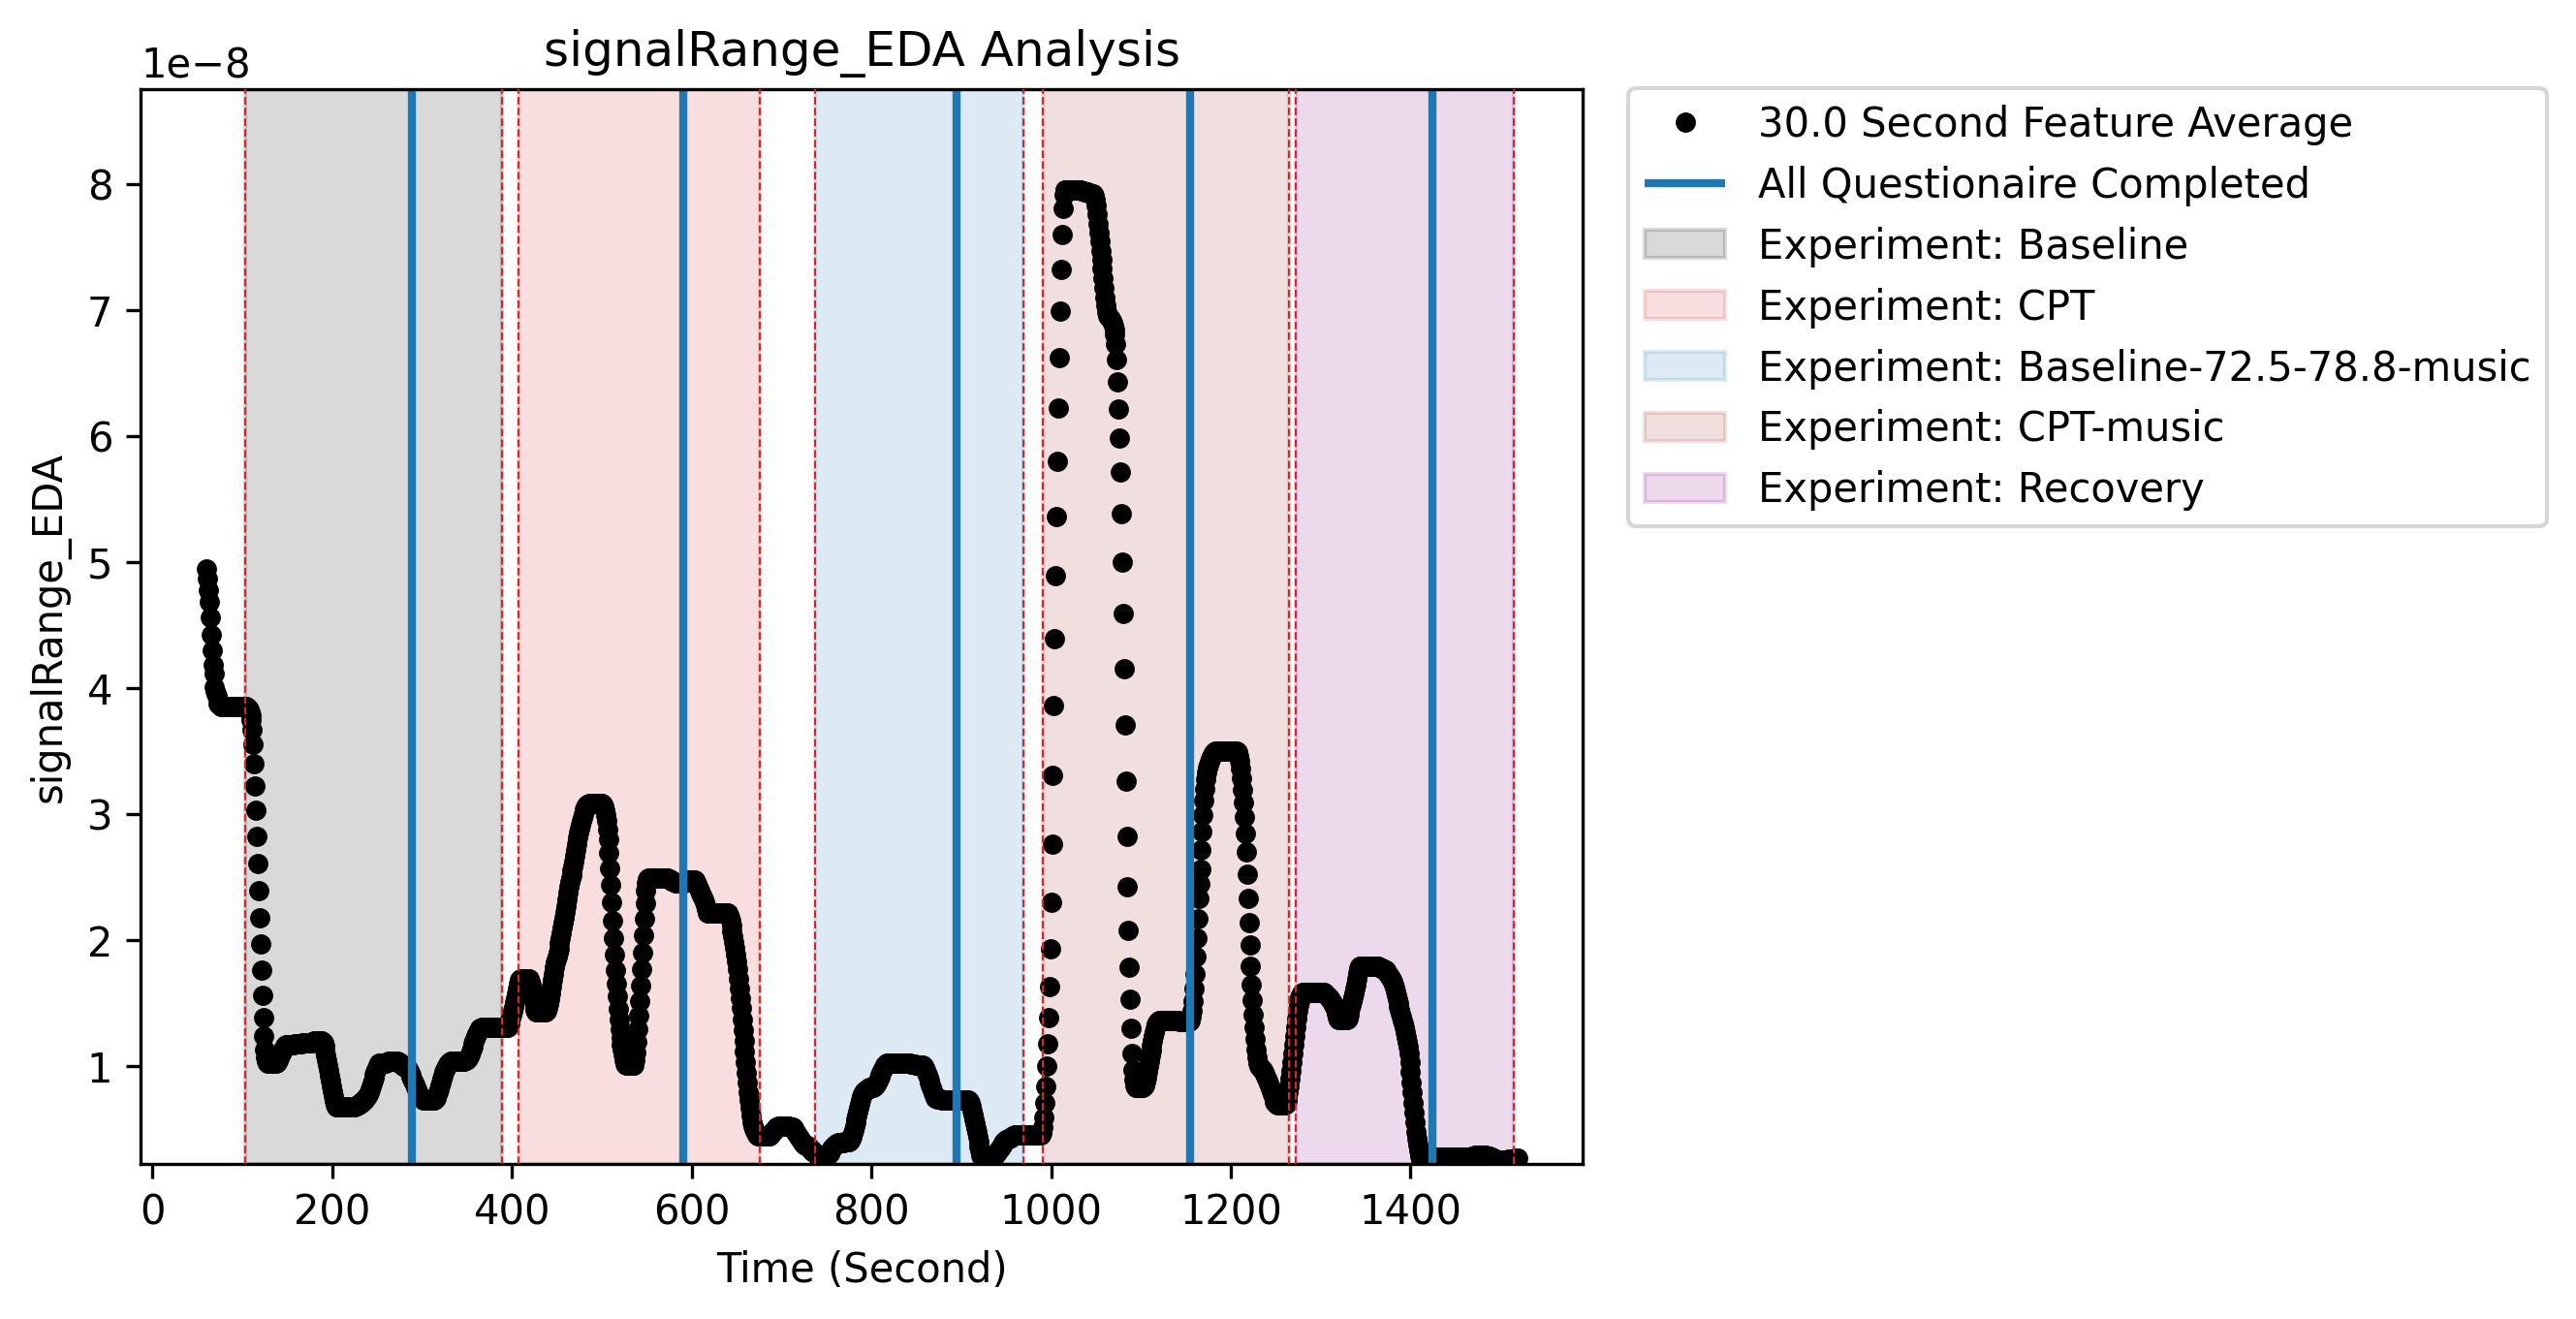 signalRange_EDA Analysis
1e−8
8
7
6
5
4
3
2
1
signalRange_EDA
0 200 400 600 800 1000 1200 1400
Time (Second)
30.0 Second Feature Average
All Questionaire Completed
Experiment: Baseline
Experiment: CPT
Experiment: Baseline-72.5-78.8-music
Experiment: CPT-music
Experiment: Recovery